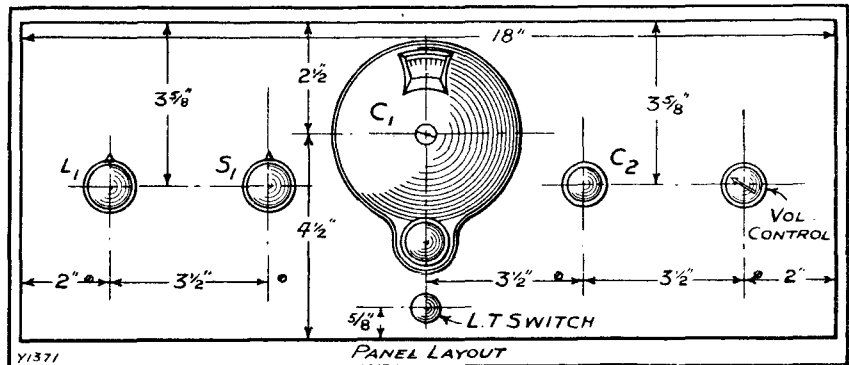 18"
2½"
3⅝"
3⅝"
C₁
L₁
S₁
C₂
VOL.
CONTROL
4½"
2"
3½"
3½"
3½"
2"
⅝"
L.T SWITCH
Y1371
PANEL LAYOUT